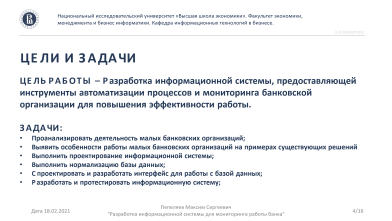 Национальный исследовательский университет «Высшая школа экономики». Факультет экономики,
менеджмента и бизнес информатики. Кафедра информационных технологий в бизнесе.
ЦЕЛИ И ЗАДАЧИ
ЦЕЛЬ РАБОТЫ – Разработка информационной системы, предоставляющей
инструменты автоматизации процессов и мониторинга банковской
организации для повышения эффективности работы.
ЗАДАЧИ:
• Проанализировать деятельность малых банковских организаций;
• Выявить особенности работы малых банковских организаций на примерах существующих решений
• Выполнить проектирование информационной системы;
• Выполнить нормализацию базы данных;
• Спроектировать и разработать интерфейс для работы с базой данных;
• Разработать и протестировать информационную систему;
Дата 18.02.2021
Пепеляев Максим Сергеевич
"Разработка информационной системы для мониторинга работы банка"
4/16